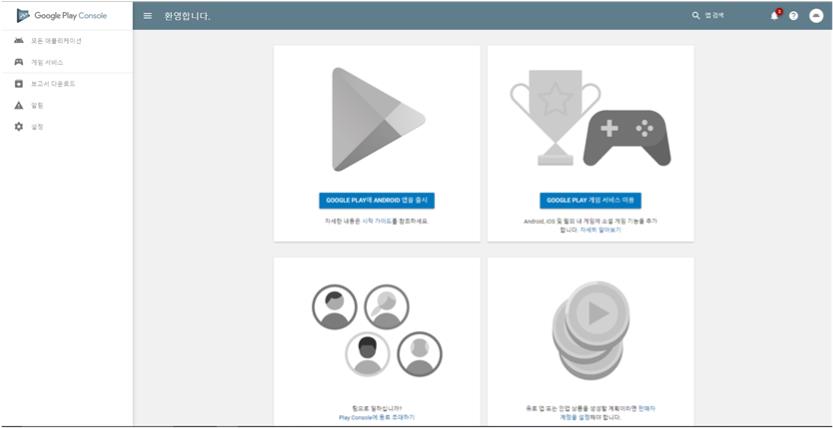 Google Play Console
환영합니다.
앱 검색
모든 애플리케이션
게임 서비스
보고서 다운로드
알림
설정
GOOGLE PLAY에 ANDROID 앱을 출시
자세한 내용은 시작 가이드를 참조하세요.
GOOGLE PLAY 게임 서비스 이용
Android, iOS 및 웹의 내 게임에 소셜 게임 기능을 추가
합니다. 자세히 알아보기
팀으로 일하십니까?
Play Console에 동료 초대하기
유료 앱 또는 인앱 상품을 생성할 계획이라면 판매자
계정을 설정해야 합니다.